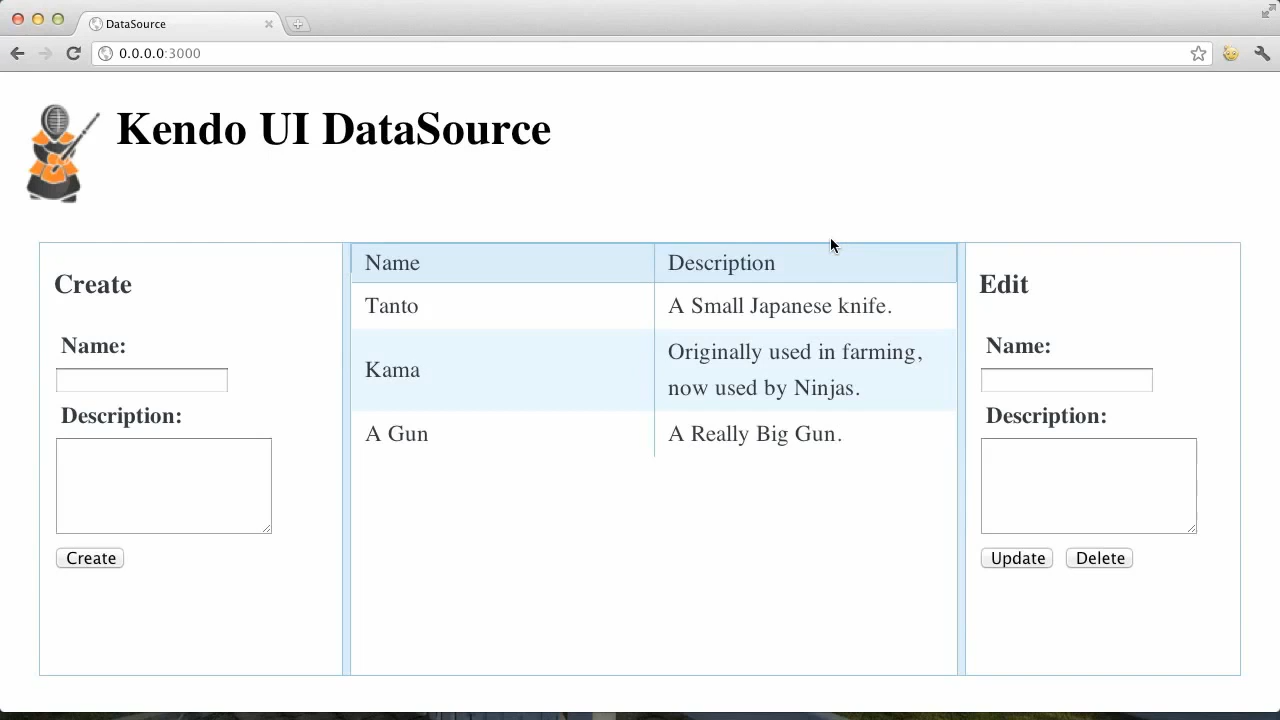 DataSource
0.0.0.0:3000
Kendo UI DataSource
Create
Name:
Description:
Create
Name Description
Tanto A Small Japanese knife.
Kama Originally used in farming,
now used by Ninjas.
A Gun A Really Big Gun.
Edit
Name:
Description:
Update Delete